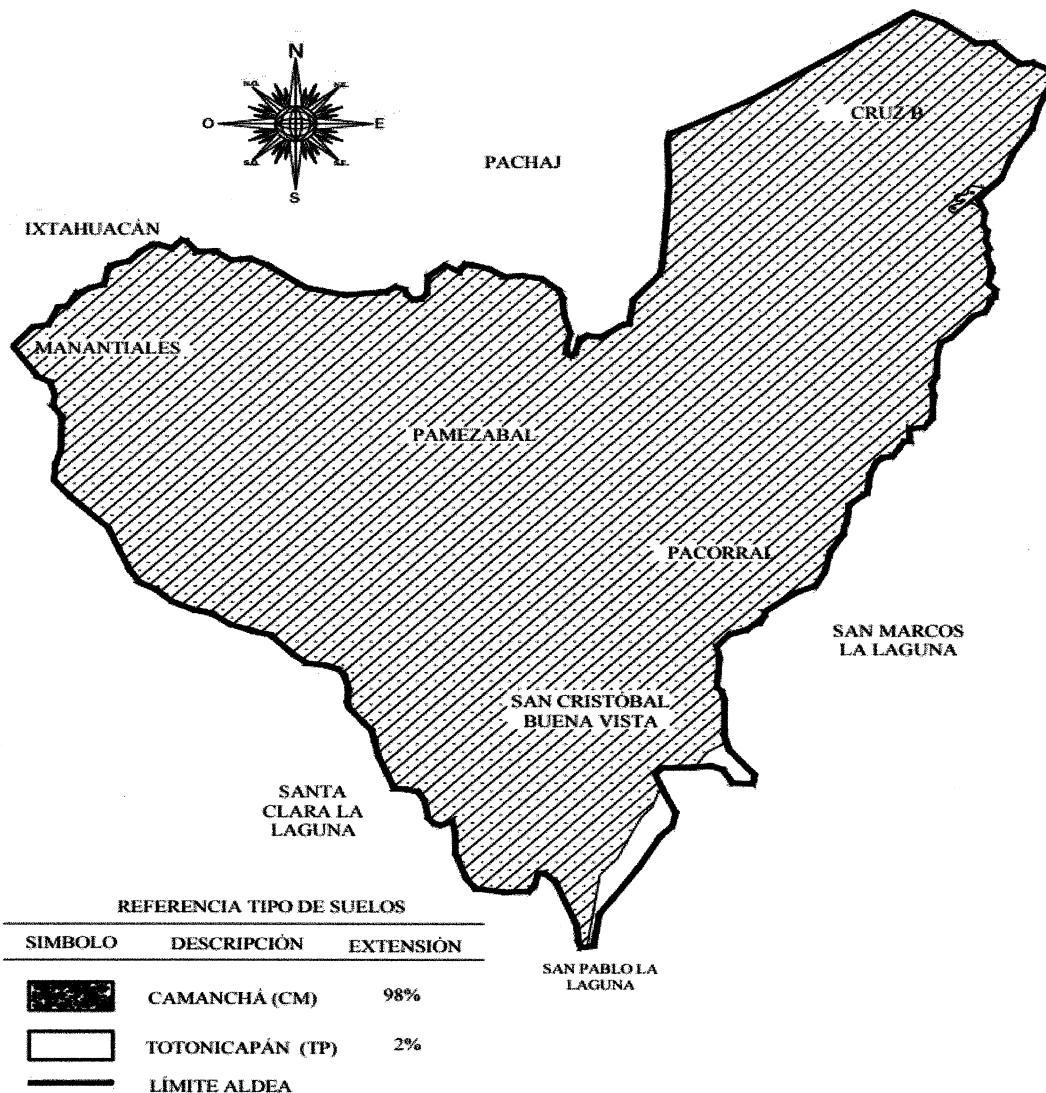 N
CRUZ B
O
E
PACHAJ
S
IXTAHUACÁN
MANANTIALES
PAMEZABAL
PACORRAL
SAN MARCOS
LA LAGUNA
SAN CRISTÓBAL
BUENA VISTA
SANTA
CLARA LA
LAGUNA
REFERENCIA TIPO DE SUELOS
SIMBOLO DESCRIPCIÓN EXTENSIÓN
SAN PABLO LA
LAGUNA
CAMANCHÁ (CM) 98%
TOTONICAPÁN (TP) 2%
LÍMITE ALDEA